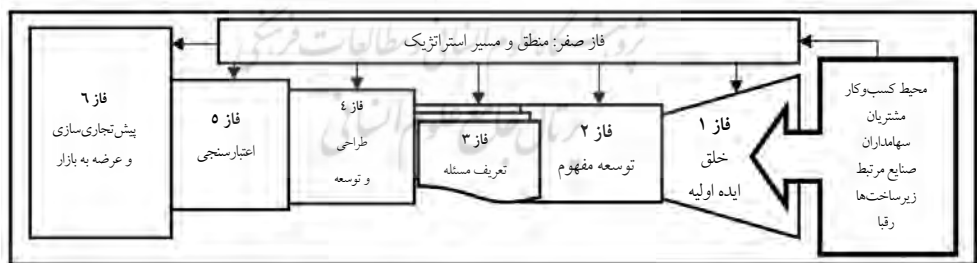 فاز صفر: منطق و مسیر استراتژیک
محیط کسب‌وکار
مشتریان
سهامداران
صنایع مرتبط
زیرساخت‌ها
رقبا
فاز ۱
خلق
ایده اولیه
فاز ۲
توسعه مفهوم
فاز ۳
تعریف مسئله
فاز ٤
طراحی
و توسعه
فاز ٥
اعتبارسنجی
فاز ٦
پیش‌تجاری‌سازی
و عرضه به بازار